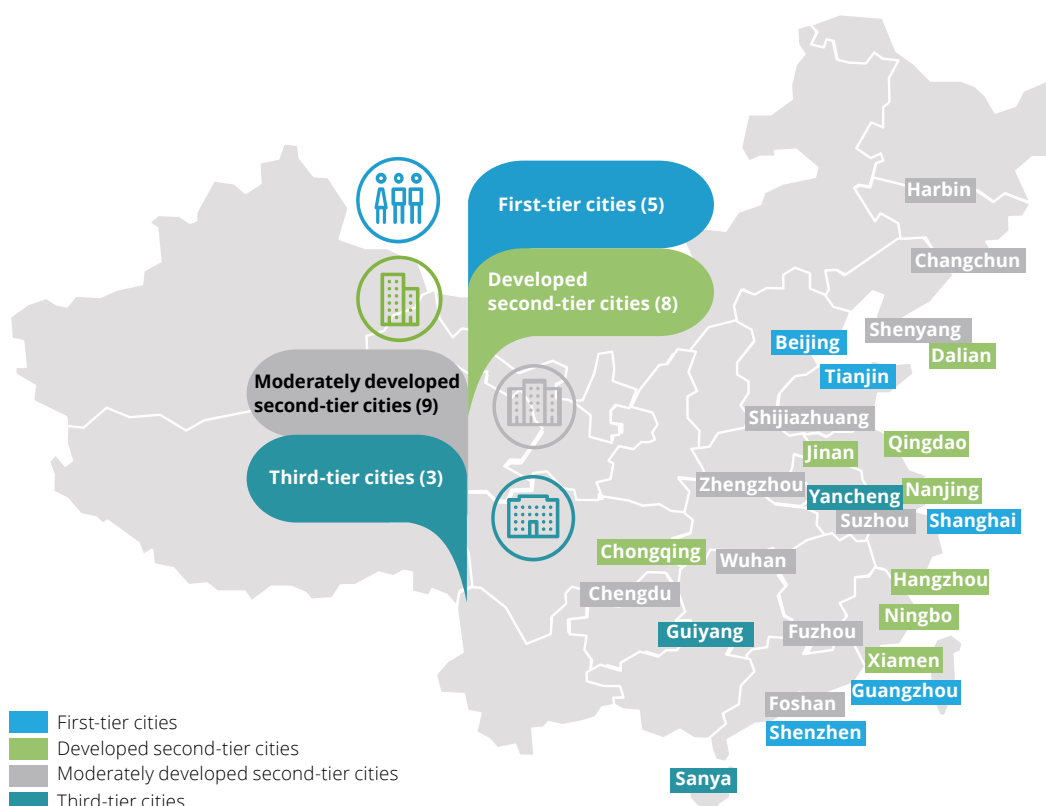 First-tier cities (5)
Developed
second-tier cities (8)
Moderately developed
second-tier cities (9)
Third-tier cities (3)
Harbin
Changchun
Shenyang
Beijing
Dalian
Tianjin
Shijiazhuang
Qingdao
Jinan
Zhengzhou
Yancheng
Nanjing
Suzhou
Shanghai
Chongqing
Wuhan
Hangzhou
Chengdu
Ningbo
Guiyang
Fuzhou
Xiamen
Guangzhou
Foshan
Shenzhen
Sanya
First-tier cities
Developed second-tier cities
Moderately developed second-tier cities
Third-tier cities